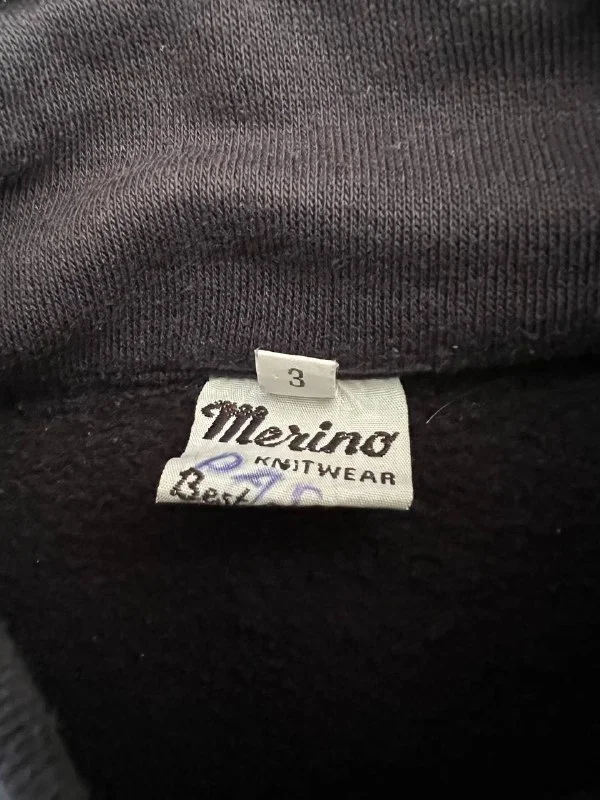 3
Merino
KNITWEAR
Best